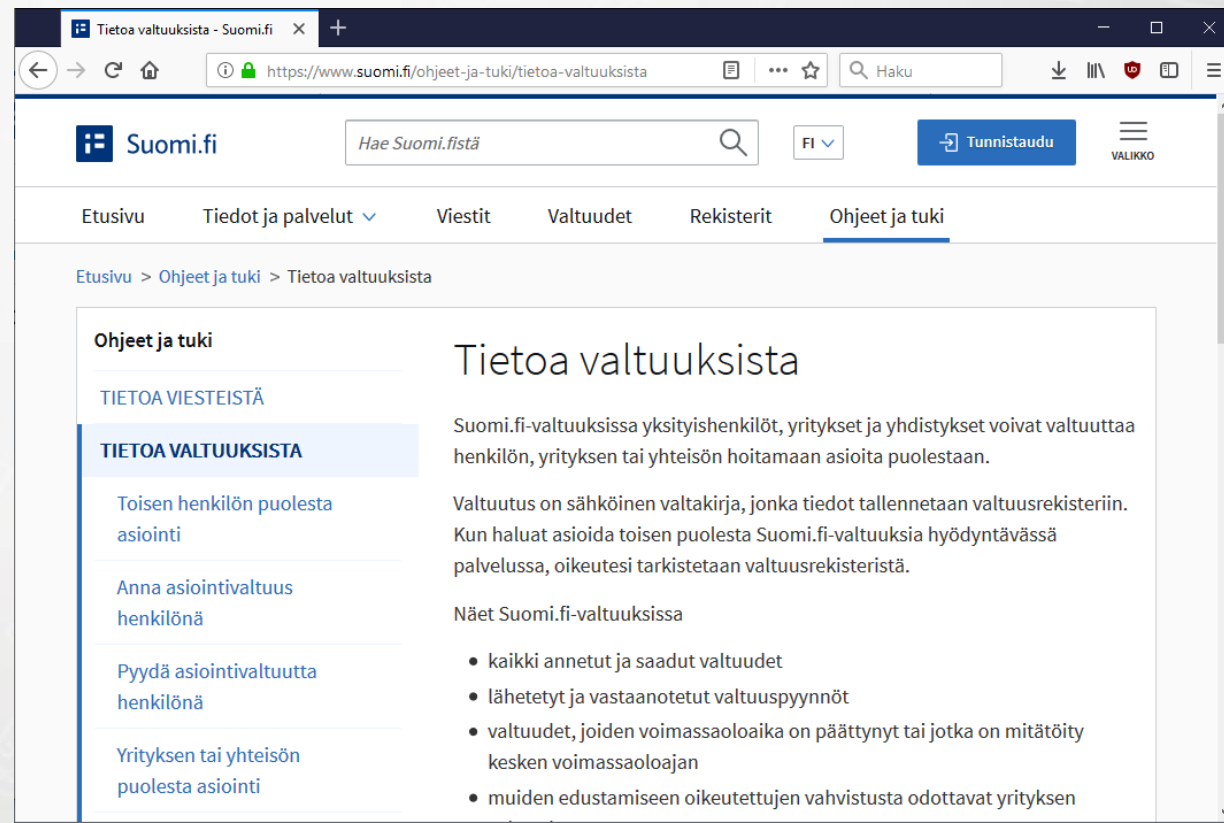 Tietoa valtuuksista - Suomi.fi
https://www.suomi.fi/ohjeet-ja-tuki/tietoa-valtuuksista
Haku
Suomi.fi
Hae Suomi.fistä
FI
Tunnistaudu
VALIKKO
Etusivu
Tiedot ja palvelut
Viestit
Valtuudet
Rekisterit
Ohjeet ja tuki
Etusivu > Ohjeet ja tuki > Tietoa valtuuksista
Ohjeet ja tuki
TIETOA VIESTEISTÄ
TIETOA VALTUUKSISTA
Toisen henkilön puolesta
asiointi
Anna asiointivaltuus
henkilönä
Pyydä asiointivaltuutta
henkilönä
Yrityksen tai yhteisön
puolesta asiointi
Tietoa valtuuksista
Suomi.fi-valtuuksissa yksityishenkilöt, yritykset ja yhdistykset voivat valtuuttaa
henkilön, yrityksen tai yhteisön hoitamaan asioita puolestaan.
Valtuutus on sähköinen valtakirja, jonka tiedot tallennetaan valtuusrekisteriin.
Kun haluat asioida toisen puolesta Suomi.fi-valtuuksia hyödyntävässä
palvelussa, oikeutesi tarkistetaan valtuusrekisteristä.
Näet Suomi.fi-valtuuksissa
• kaikki annetut ja saadut valtuudet
• lähetetyt ja vastaanotetut valtuuspyynnöt
• valtuudet, joiden voimassaoloaika on päättynyt tai jotka on mitätöity
kesken voimassaoloajan
• muiden edustamiseen oikeutettujen vahvistusta odottavat yrityksen